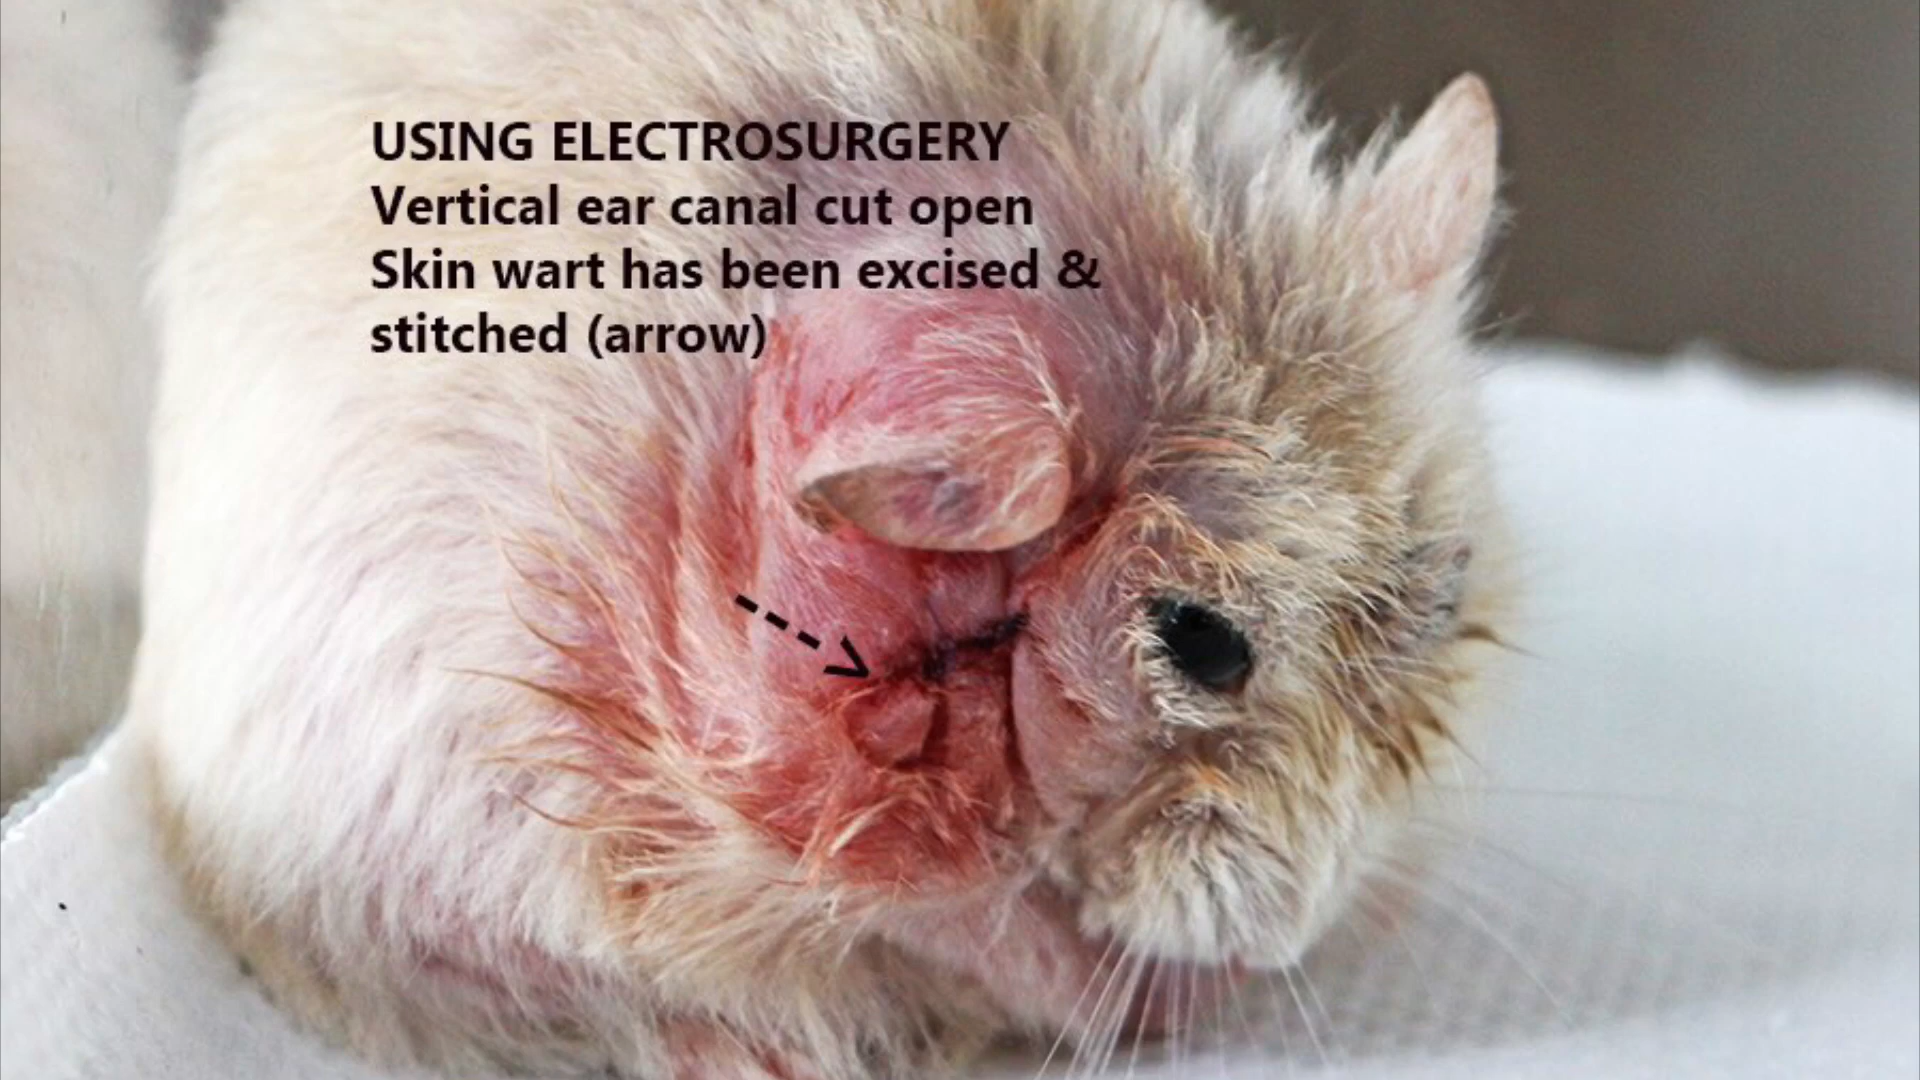 USING ELECTROSURGERY
Vertical ear canal cut open
Skin wart has been excised &
stitched (arrow)